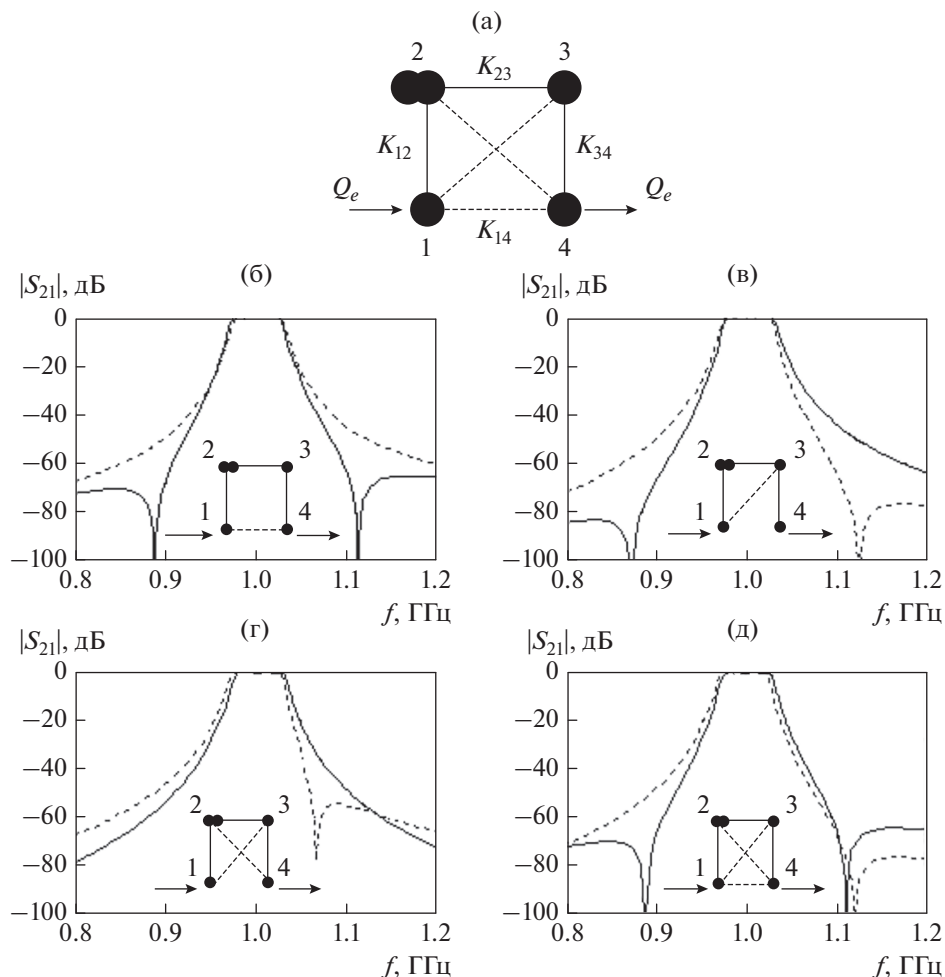 (а)
2 3
K23
K12 K34
Qe Qe
K14
1 4
(б) (в)
|S21|, дБ |S21|, дБ
0 0
−20 −20
−40 −40
−60 2 3 −60 2 3
−80 1 4 −80 1 4
−100 −100
0.8 0.9 1.0 1.1 1.2 0.8 0.9 1.0 1.1 1.2
f, ГГц f, ГГц
(г) (д)
|S21|, дБ |S21|, дБ
0 0
−20 −20
−40 −40
−60 2 3 −60 2 3
−80 1 4 −80 1 4
−100 −100
0.8 0.9 1.0 1.1 1.2 0.8 0.9 1.0 1.1 1.2
f, ГГц f, ГГц